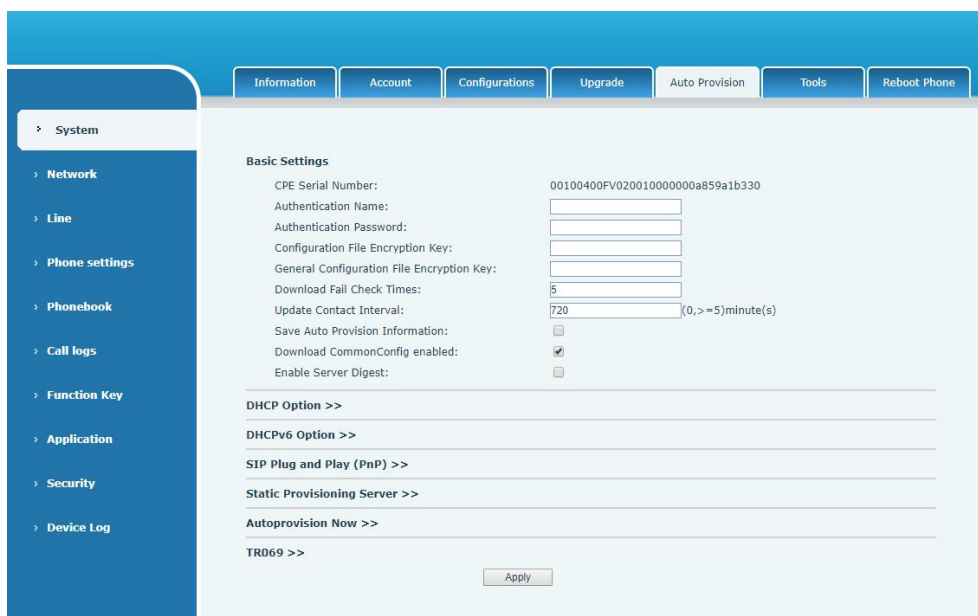 Information Account Configurations Upgrade Auto Provision Tools Reboot Phone
› System
› Network
› Line
› Phone settings
› Phonebook
› Call logs
› Function Key
› Application
› Security
› Device Log
Basic Settings
CPE Serial Number: 00100400FV020010000000a859a1b330
Authentication Name:
Authentication Password:
Configuration File Encryption Key:
General Configuration File Encryption Key:
Download Fail Check Times: 5
Update Contact Interval: 720 (0,>=5)minute(s)
Save Auto Provision Information:
Download CommonConfig enabled:
Enable Server Digest:
DHCP Option >>
DHCPv6 Option >>
SIP Plug and Play (PnP) >>
Static Provisioning Server >>
Autoprovision Now >>
TR069 >>
Apply